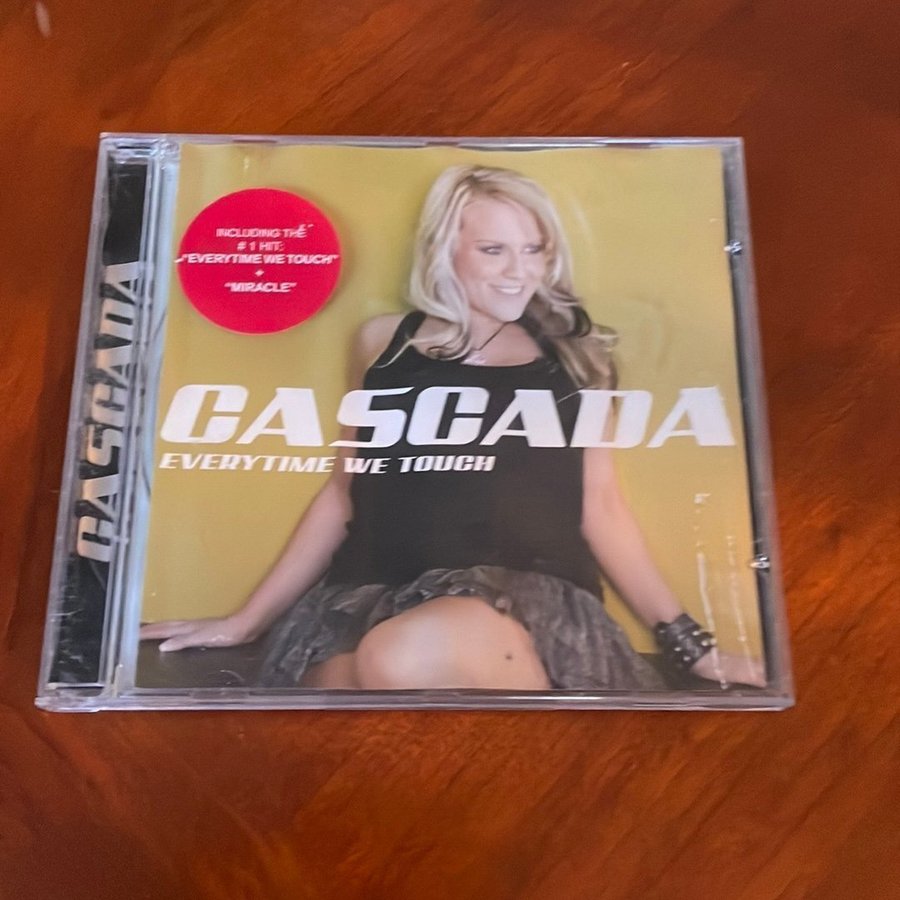 INCLUDING THE
# 1 HIT:
"EVERYTIME WE TOUCH"
+
"MIRACLE"
CASCADA
EVERYTIME WE TOUCH
CASCADA